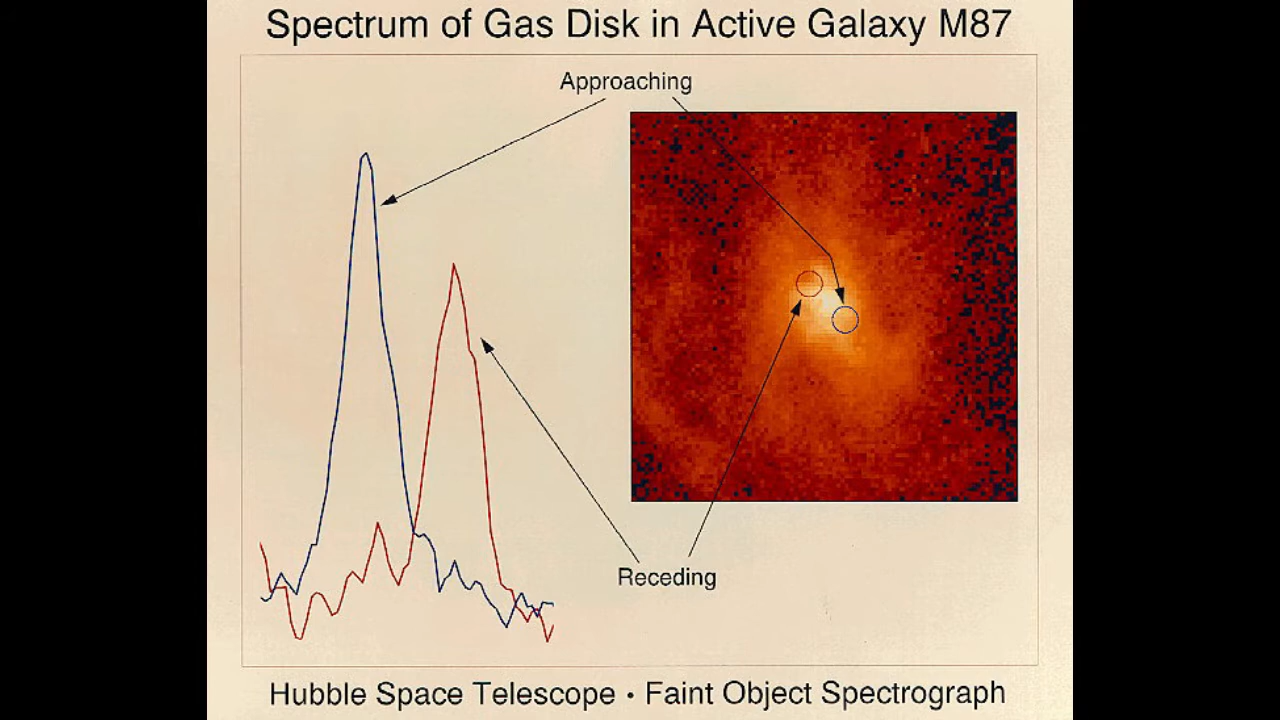 Spectrum of Gas Disk in Active Galaxy M87
Approaching
Receding
Hubble Space Telescope • Faint Object Spectrograph